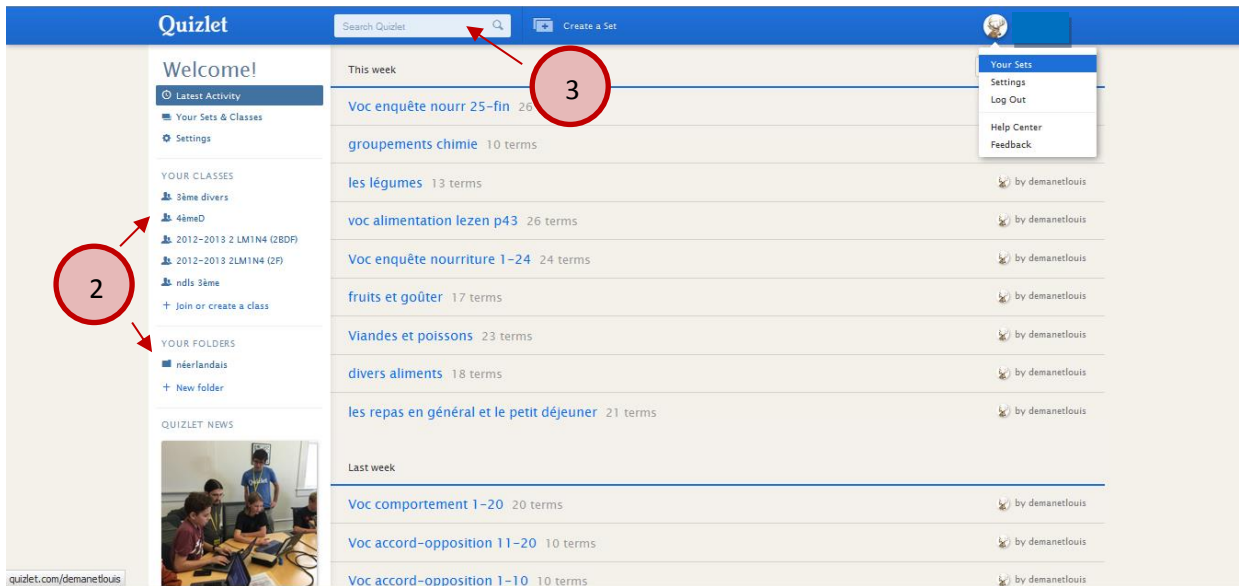 Quizlet
Search Quizlet
Create a Set
Welcome!
Latest Activity
Your Sets & Classes
Settings
YOUR CLASSES
3ème divers
4èmeD
2012-2013 2 LM1N4 (2BDF)
2012-2013 2LM1N4 (2F)
ndls 3ème
+ Join or create a class
YOUR FOLDERS
néerlandais
+ New folder
QUIZLET NEWS
2
3
This week
Voc enquête nourr 25-fin 26
groupements chimie 10 terms
les légumes 13 terms by demanetlouis
voc alimentation lezen p43 26 terms by demanetlouis
Voc enquête nourriture 1-24 24 terms by demanetlouis
fruits et goûter 17 terms by demanetlouis
Viandes et poissons 23 terms by demanetlouis
divers aliments 18 terms by demanetlouis
les repas en général et le petit déjeuner 21 terms by demanetlouis
Last week
Voc comportement 1-20 20 terms by demanetlouis
Voc accord-opposition 11-20 10 terms by demanetlouis
Voc accord-opposition 1-10 10 terms by demanetlouis
Your Sets
Settings
Log Out
Help Center
Feedback
quizlet.com/demanetlouis